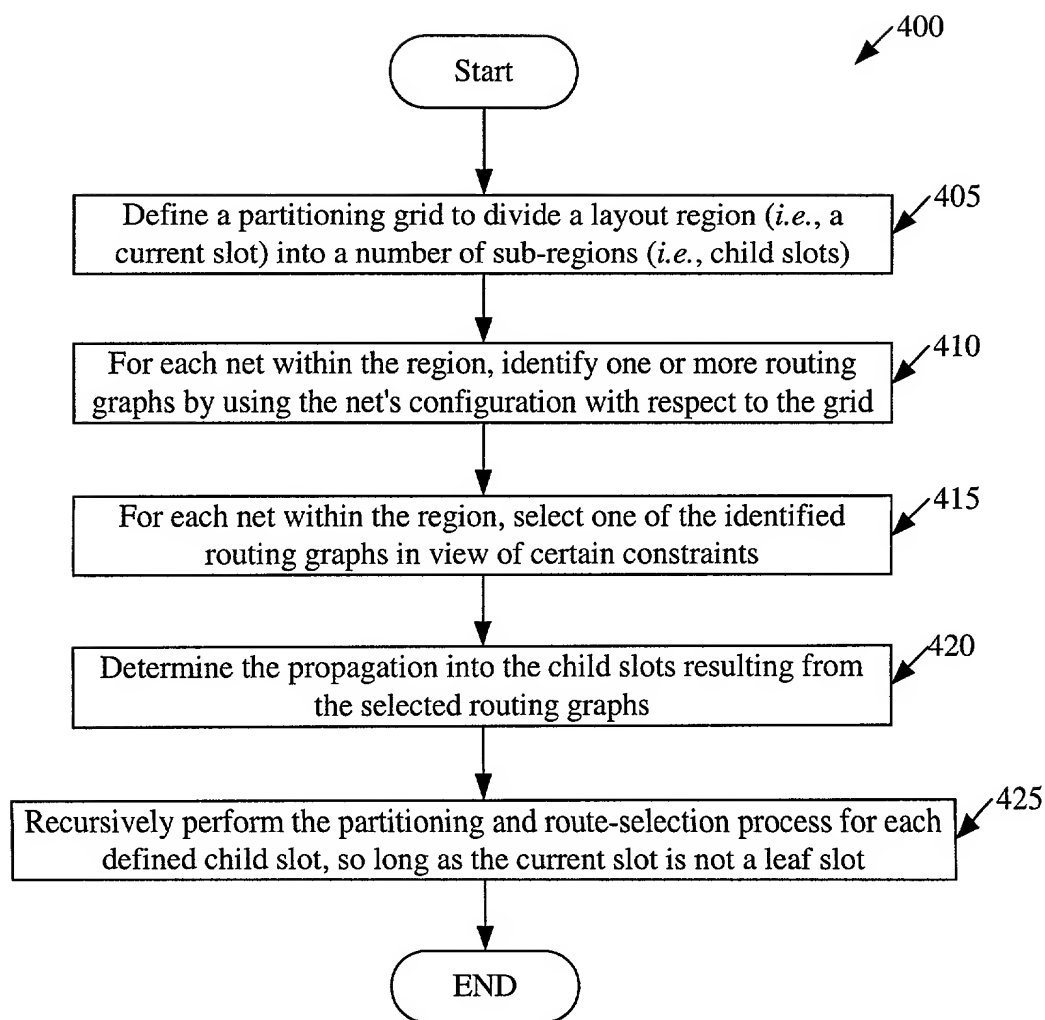 400
Start
405
Define a partitioning grid to divide a layout region (i.e., a
current slot) into a number of sub-regions (i.e., child slots)
410
For each net within the region, identify one or more routing
graphs by using the net's configuration with respect to the grid
415
For each net within the region, select one of the identified
routing graphs in view of certain constraints
420
Determine the propagation into the child slots resulting from
the selected routing graphs
425
Recursively perform the partitioning and route-selection process for each
defined child slot, so long as the current slot is not a leaf slot
END